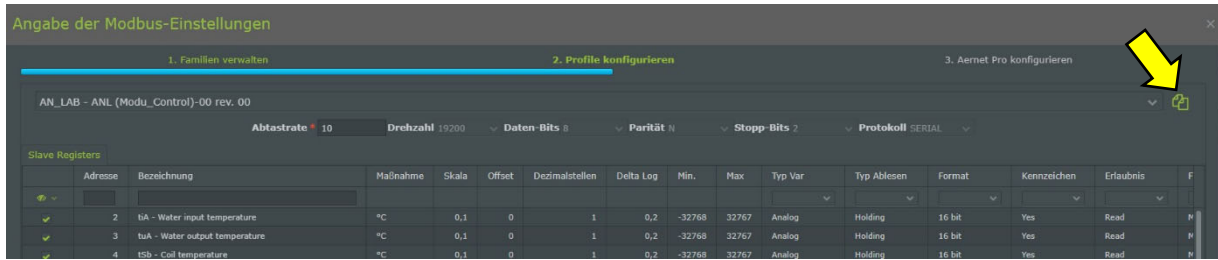 Angabe der Modbus-Einstellungen
1. Familien verwalten 2. Profile konfigurieren 3. Aernet Pro konfigurieren
AN_LAB - ANL (Modu_Control)-00 rev. 00
Abtastrate * 10 Drehzahl 19200 Daten-Bits 8 Parität N Stopp-Bits 2 Protokoll SERIAL
Slave Registers
Adresse Bezeichnung Maßnahme Skala Offset Dezimalstellen Delta Log Min. Max Typ Var Typ Ablesen Format Kennzeichen Erlaubnis F
2 tiA - Water input temperature °C 0,1 0 1 0,2 -32768 32767 Analog Holding 16 bit Yes Read M
3 tuA - Water output temperature °C 0,1 0 1 0,2 -32768 32767 Analog Holding 16 bit Yes Read M
4 tSb - Coil temperature °C 0,1 0 1 0,2 -32768 32767 Analog Holding 16 bit Yes Read M